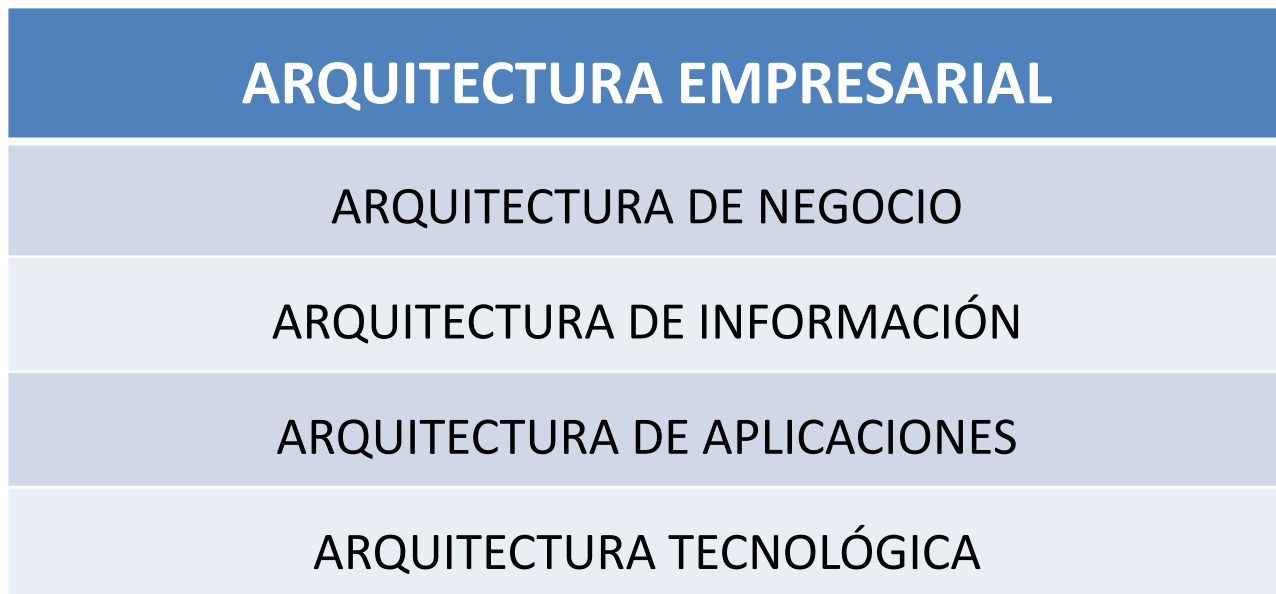 ARQUITECTURA EMPRESARIAL
ARQUITECTURA DE NEGOCIO
ARQUITECTURA DE INFORMACIÓN
ARQUITECTURA DE APLICACIONES
ARQUITECTURA TECNOLÓGICA